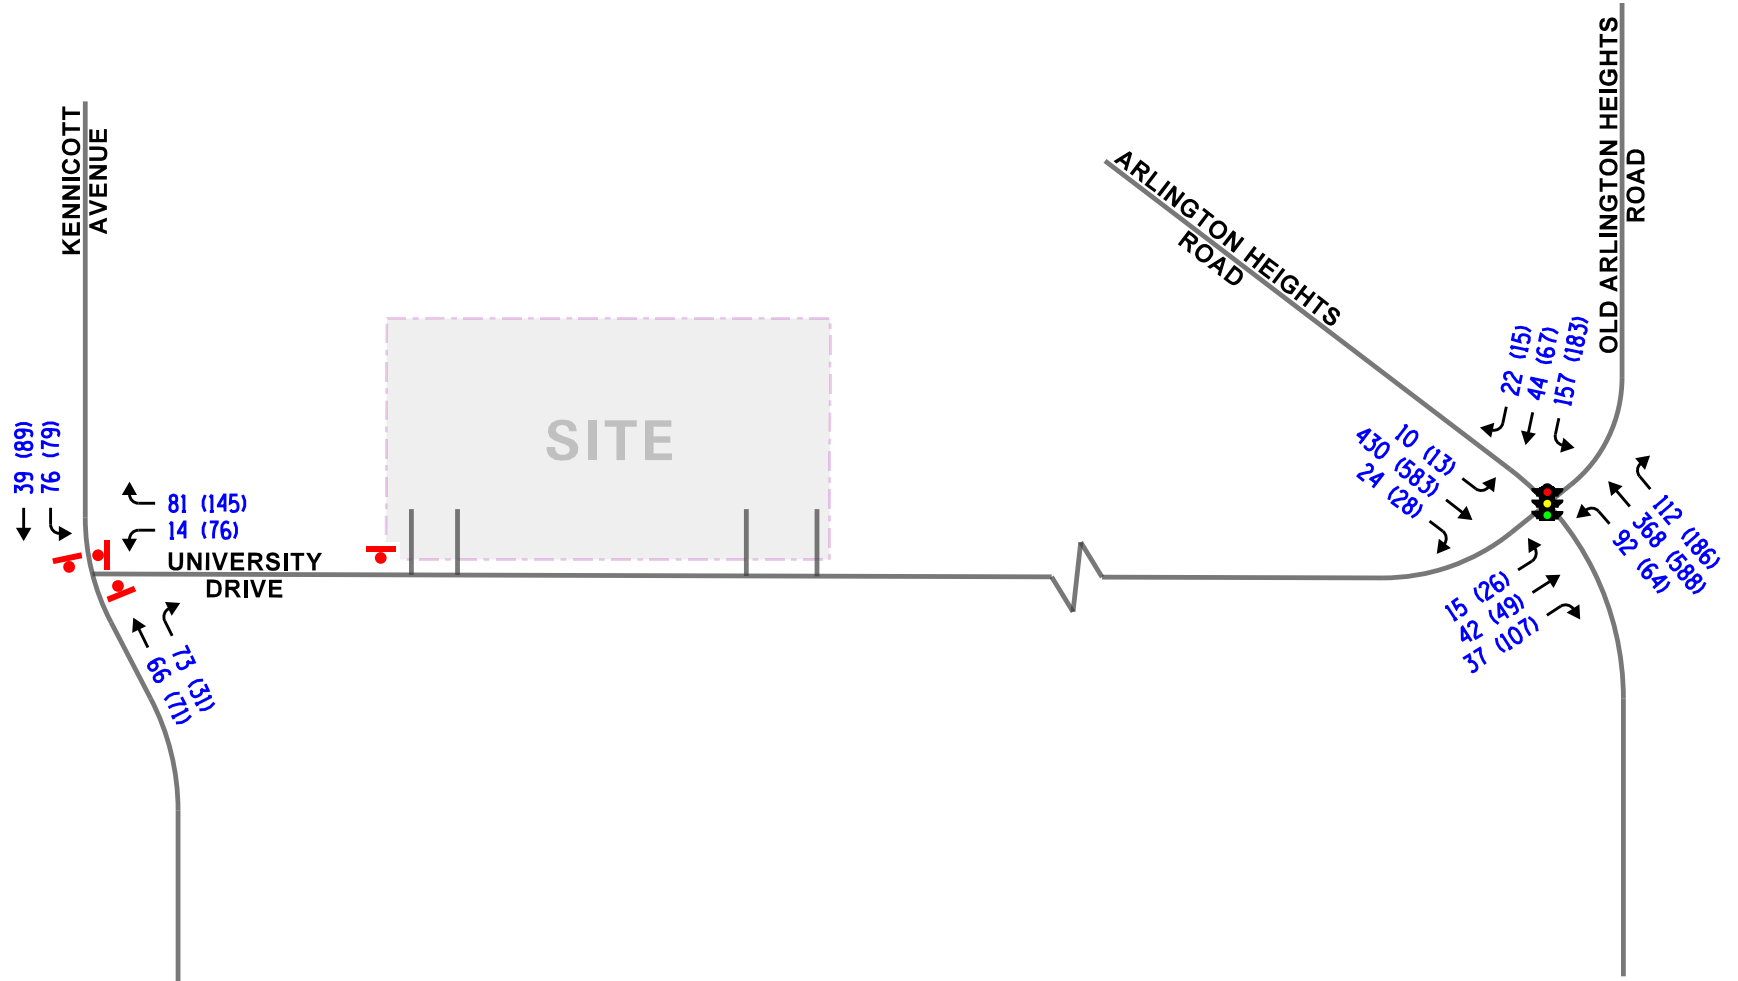 KENNICOTT
AVENUE
39 (89)
76 (79)
81 (145)
14 (76)
UNIVERSITY
DRIVE
73 (31)
66 (71)
SITE
ARLINGTON HEIGHTS
ROAD
OLD ARLINGTON HEIGHTS
ROAD
22 (15)
44 (67)
157 (183)
10 (13)
430 (583)
24 (28)
112 (186)
368 (588)
92 (64)
15 (26)
42 (49)
37 (107)